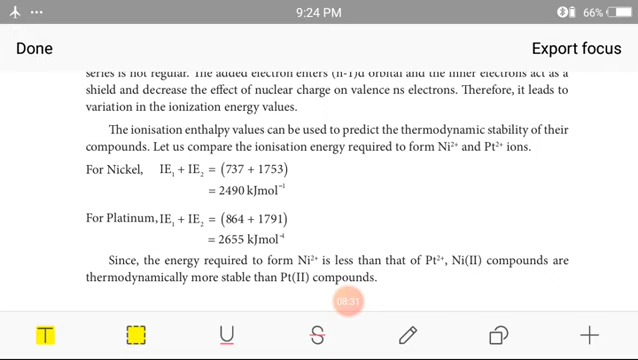 9:24 PM
66%
Done
Export focus
series is not regular. The added electron enters (n-1)d orbital and the inner electrons act as a
shield and decrease the effect of nuclear charge on valence ns electrons. Therefore, it leads to
variation in the ionization energy values.
The ionisation enthalpy values can be used to predict the thermodynamic stability of their
compounds. Let us compare the ionisation energy required to form Ni²⁺ and Pt²⁺ ions.
For Nickel, IE₁ + IE₂ = (737 + 1753)
= 2490 kJmol⁻¹
For Platinum, IE₁ + IE₂ = (864 + 1791)
= 2655 kJmol⁻¹
Since, the energy required to form Ni²⁺ is less than that of Pt²⁺, Ni(II) compounds are
thermodynamically more stable than Pt(II) compounds.
08:31
T U S